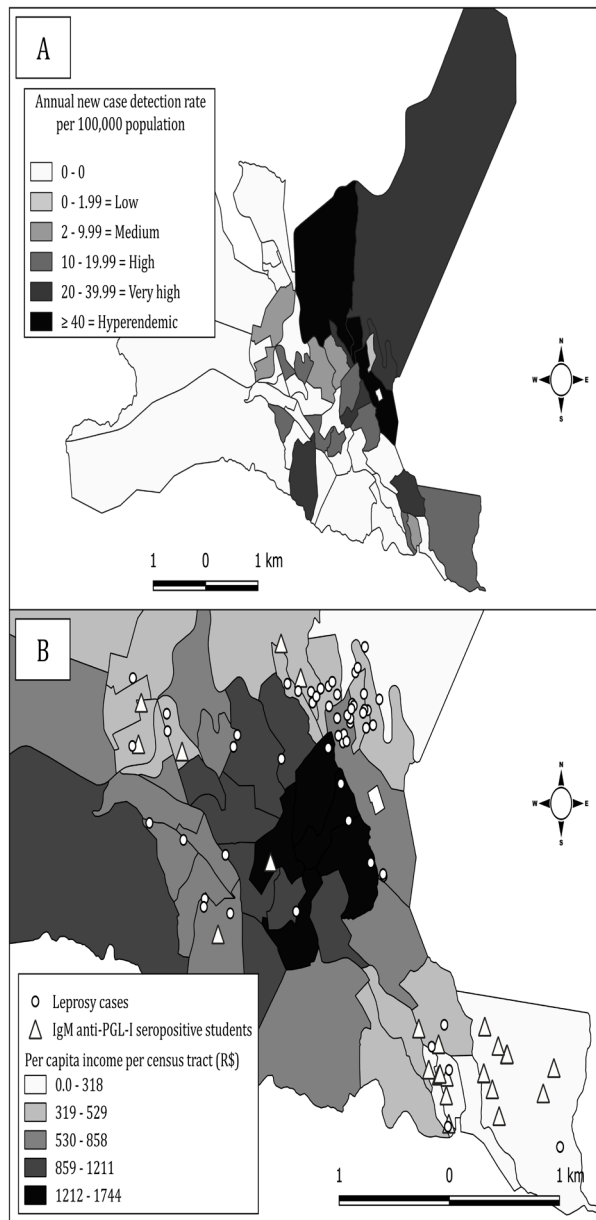 A
Annual new case detection rate
per 100,000 population
0 - 0
0 - 1.99 = Low
2 - 9.99 = Medium
10 - 19.99 = High
20 - 39.99 = Very high
≥ 40 = Hyperendemic
N
W E
S
1 0 1 km
B
N
W E
S
Leprosy cases
IgM anti-PGL-I seropositive students
Per capita income per census tract (R$)
0.0 - 318
319 - 529
530 - 858
859 - 1211
1212 - 1744
1 0 1 km